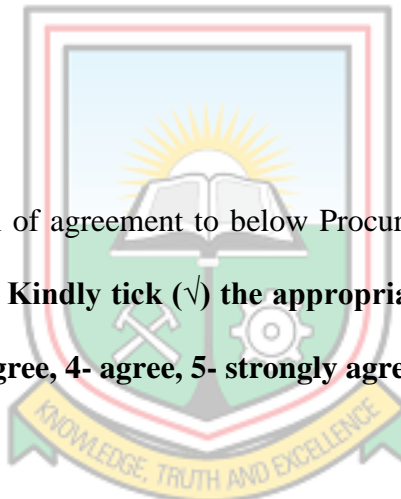 of agreement to below Procur
Kindly tick (√) the appropria
gree, 4- agree, 5- strongly agre
KNOWLEDGE, TRUTH AND EXCELLENCE